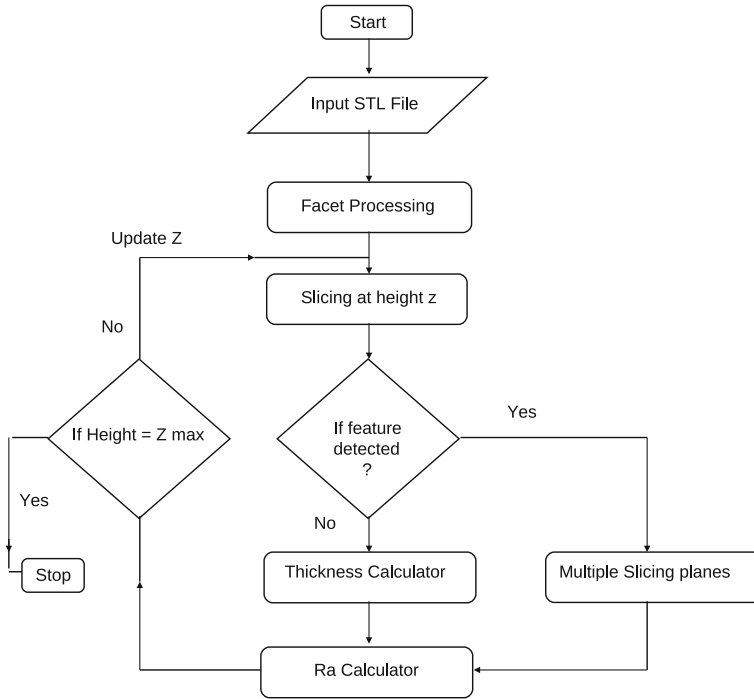 Start
Input STL File
Facet Processing
Update Z
Slicing at height z
No
If Height = Z max
If feature
detected
?
Yes
Yes
No
Stop
Thickness Calculator
Multiple Slicing planes
Ra Calculator